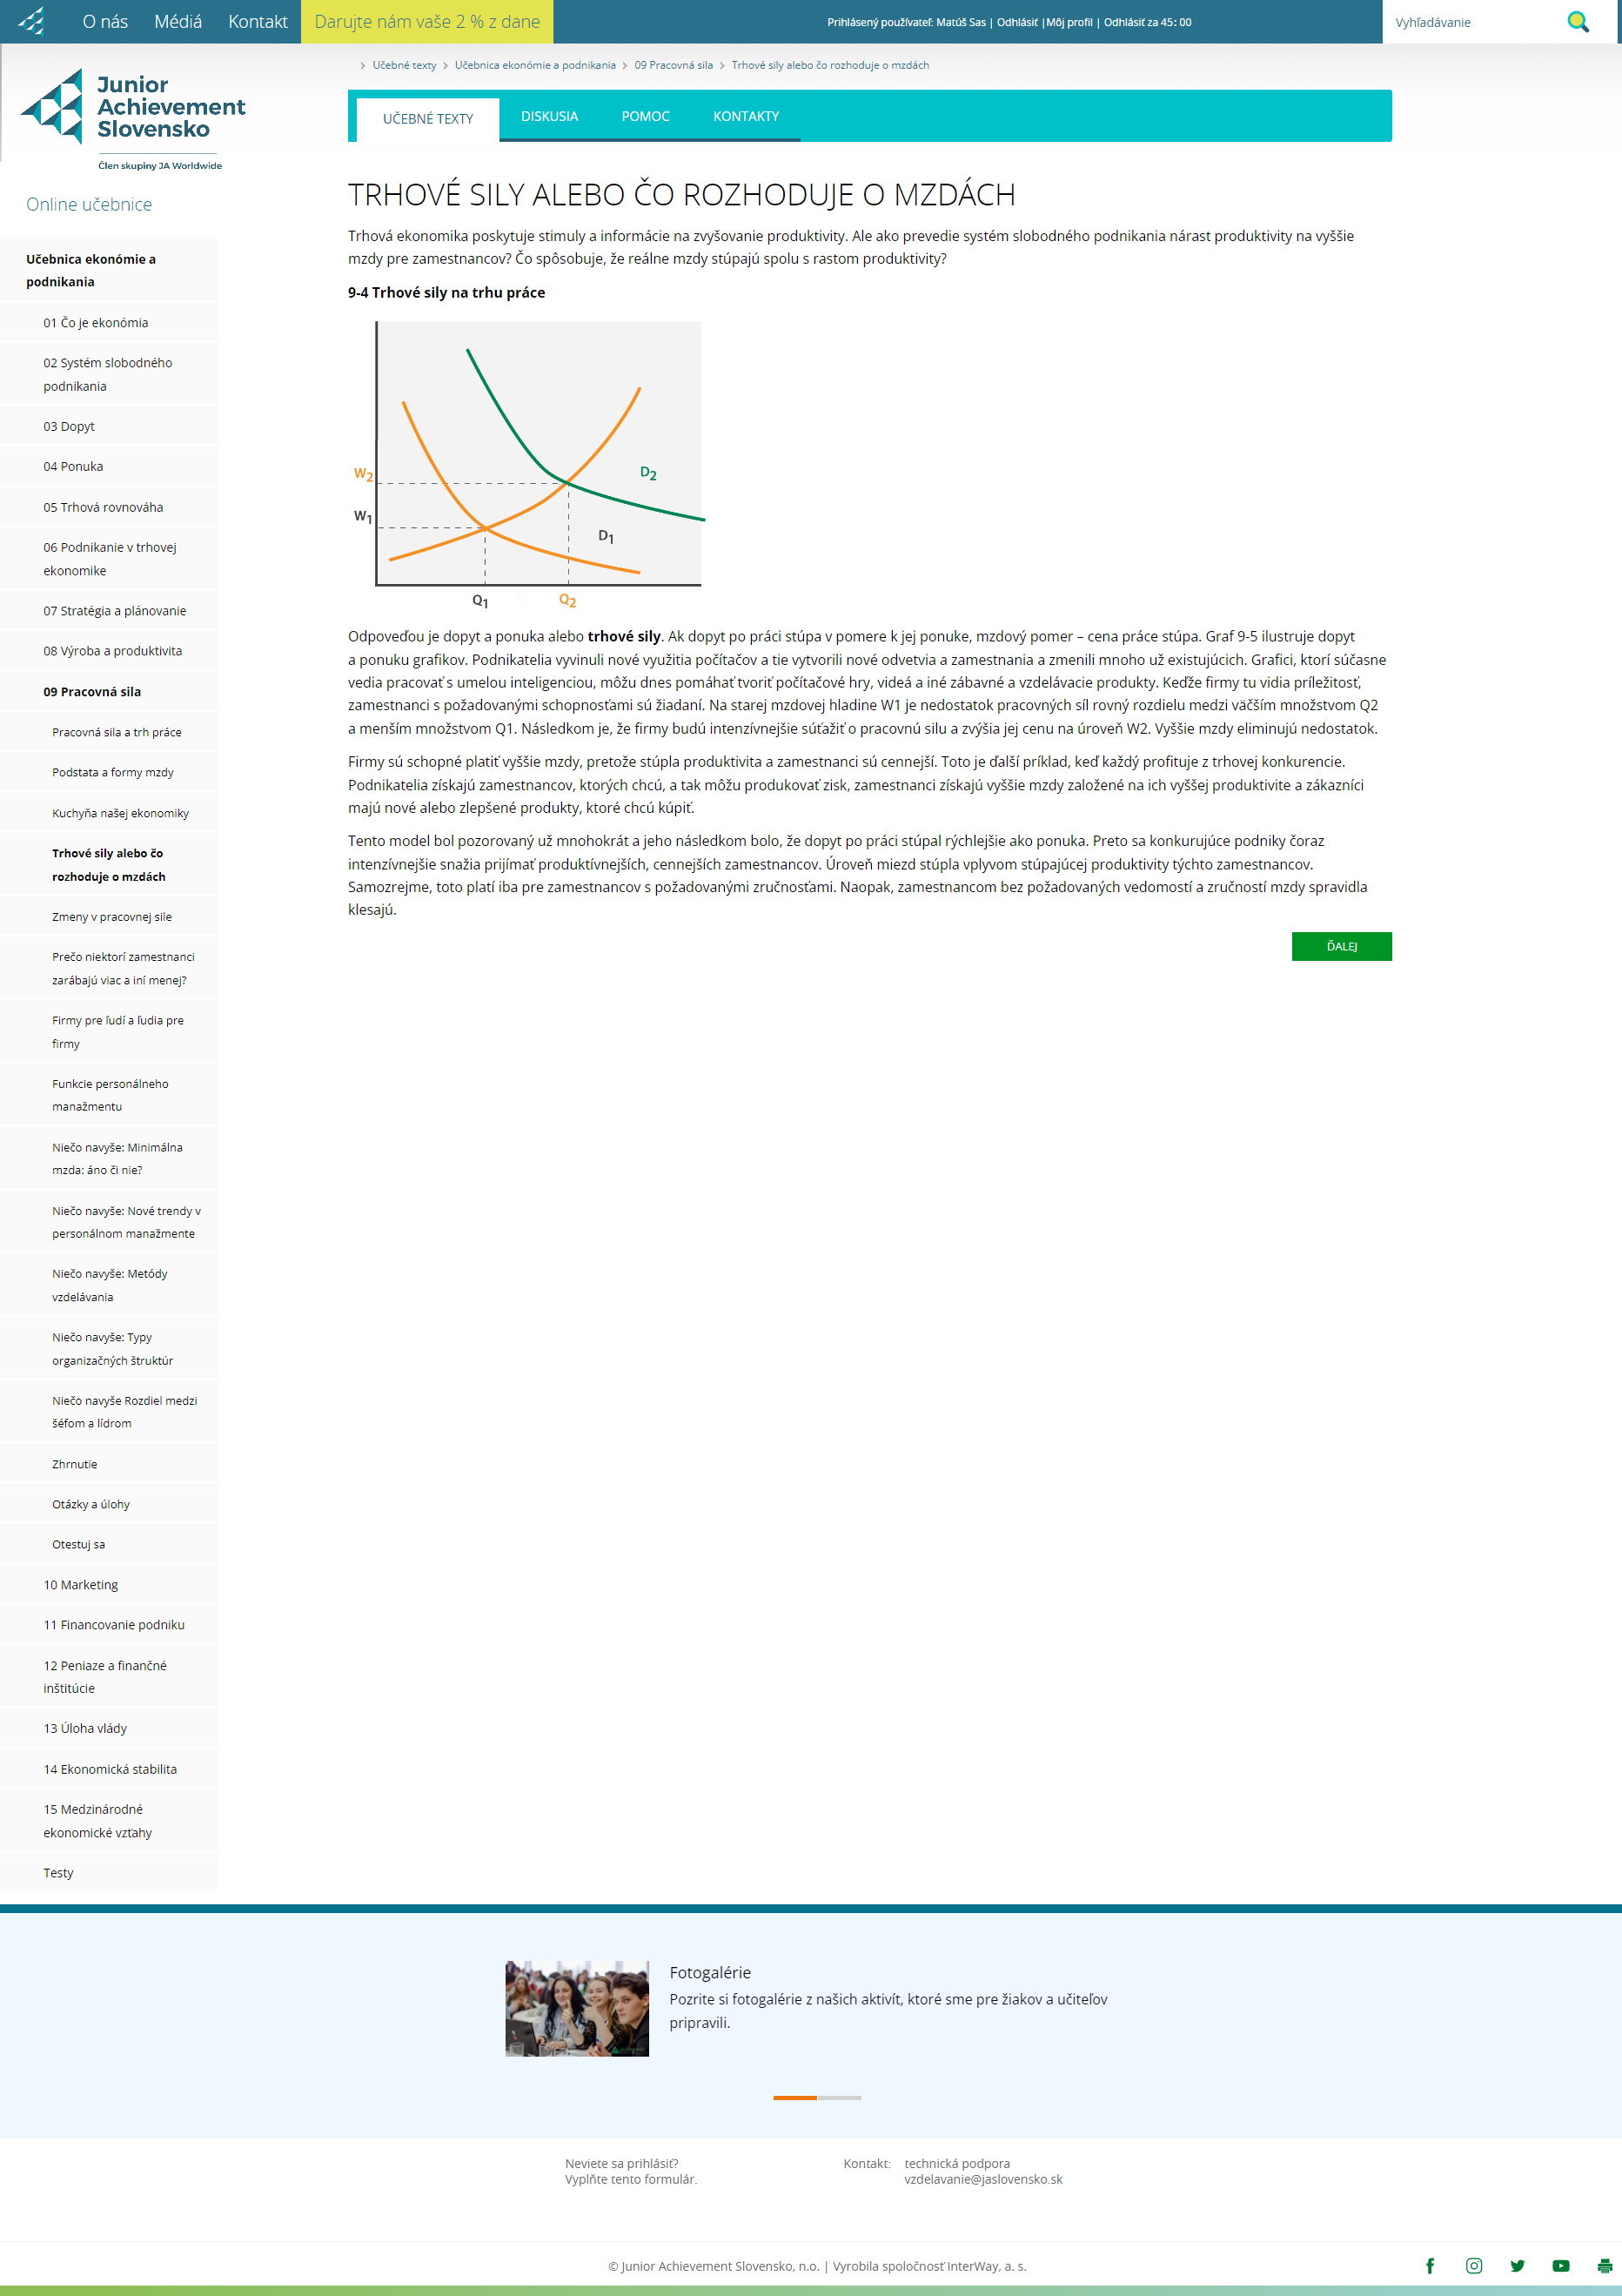 O nás
Médiá
Kontakt
Darujte nám vaše 2 % z dane
Prihlásený používateľ: Matúš Sas | Odhlásiť |Môj profil | Odhlásiť za 45: 00
Vyhľadávanie
Junior
Achievement
Slovensko
Člen skupiny JA Worldwide
Učebné texty
Učebnica ekonómie a podnikania
09 Pracovná sila
Trhové sily alebo čo rozhoduje o mzdách
UČEBNÉ TEXTY
DISKUSIA
POMOC
KONTAKTY
Online učebnice
Učebnica ekonómie a
podnikania
01 Čo je ekonómia
02 Systém slobodného
podnikania
03 Dopyt
04 Ponuka
05 Trhová rovnováha
06 Podnikanie v trhovej
ekonomike
07 Stratégia a plánovanie
08 Výroba a produktivita
09 Pracovná sila
Pracovná sila a trh práce
Podstata a formy mzdy
Kuchyňa našej ekonomiky
Trhové sily alebo čo
rozhoduje o mzdách
Zmeny v pracovnej sile
Prečo niektorí zamestnanci
zarábajú viac a iní menej?
Firmy pre ľudí a ľudia pre
firmy
Funkcie personálneho
manažmentu
Niečo navyše: Minimálna
mzda: áno či nie?
Niečo navyše: Nové trendy v
personálnom manažmente
Niečo navyše: Metódy
vzdelávania
Niečo navyše: Typy
organizačných štruktúr
Niečo navyše Rozdiel medzi
šéfom a lídrom
Zhrnutie
Otázky a úlohy
Otestuj sa
10 Marketing
11 Financovanie podniku
12 Peniaze a finančné
inštitúcie
13 Úloha vlády
14 Ekonomická stabilita
15 Medzinárodné
ekonomické vzťahy
Testy
TRHOVÉ SILY ALEBO ČO ROZHODUJE O MZDÁCH
Trhová ekonomika poskytuje stimuly a informácie na zvyšovanie produktivity. Ale ako prevedie systém slobodného podnikania nárast produktivity na vyššie
mzdy pre zamestnancov? Čo spôsobuje, že reálne mzdy stúpajú spolu s rastom produktivity?
9-4 Trhové sily na trhu práce
W2
W1
D2
D1
Q1
Q2
Odpoveďou je dopyt a ponuka alebo trhové sily. Ak dopyt po práci stúpa v pomere k jej ponuke, mzdový pomer – cena práce stúpa. Graf 9-5 ilustruje dopyt
a ponuku grafikov. Podnikatelia vyvinuli nové využitia počítačov a tie vytvorili nové odvetvia a zamestnania a zmenili mnoho už existujúcich. Grafici, ktorí súčasne
vedia pracovať s umelou inteligenciou, môžu dnes pomáhať tvoriť počítačové hry, videá a iné zábavné a vzdelávacie produkty. Keďže firmy tu vidia príležitosť,
zamestnanci s požadovanými schopnosťami sú žiadaní. Na starej mzdovej hladine W1 je nedostatok pracovných síl rovný rozdielu medzi väčším množstvom Q2
a menším množstvom Q1. Následkom je, že firmy budú intenzívnejšie súťažiť o pracovnú silu a zvýšia jej cenu na úroveň W2. Vyššie mzdy eliminujú nedostatok.
Firmy sú schopné platiť vyššie mzdy, pretože stúpla produktivita a zamestnanci sú cennejší. Toto je ďalší príklad, keď každý profituje z trhovej konkurencie.
Podnikatelia získajú zamestnancov, ktorých chcú, a tak môžu produkovať zisk, zamestnanci získajú vyššie mzdy založené na ich vyššej produktivite a zákazníci
majú nové alebo zlepšené produkty, ktoré chcú kúpiť.
Tento model bol pozorovaný už mnohokrát a jeho následkom bolo, že dopyt po práci stúpal rýchlejšie ako ponuka. Preto sa konkurujúce podniky čoraz
intenzívnejšie snažia prijímať produktívnejších, cennejších zamestnancov. Úroveň miezd stúpla vplyvom stúpajúcej produktivity týchto zamestnancov.
Samozrejme, toto platí iba pre zamestnancov s požadovanými zručnosťami. Naopak, zamestnancom bez požadovaných vedomostí a zručností mzdy spravidla
klesajú.
ĎALEJ
Fotogalérie
Pozrite si fotogalérie z našich aktivít, ktoré sme pre žiakov a učiteľov
pripravili.
Neviete sa prihlásiť?
Vyplňte tento formulár.
Kontakt:
technická podpora
vzdelavanie@jaslovensko.sk
© Junior Achievement Slovensko, n.o. | Vyrobila spoločnosť InterWay, a. s.